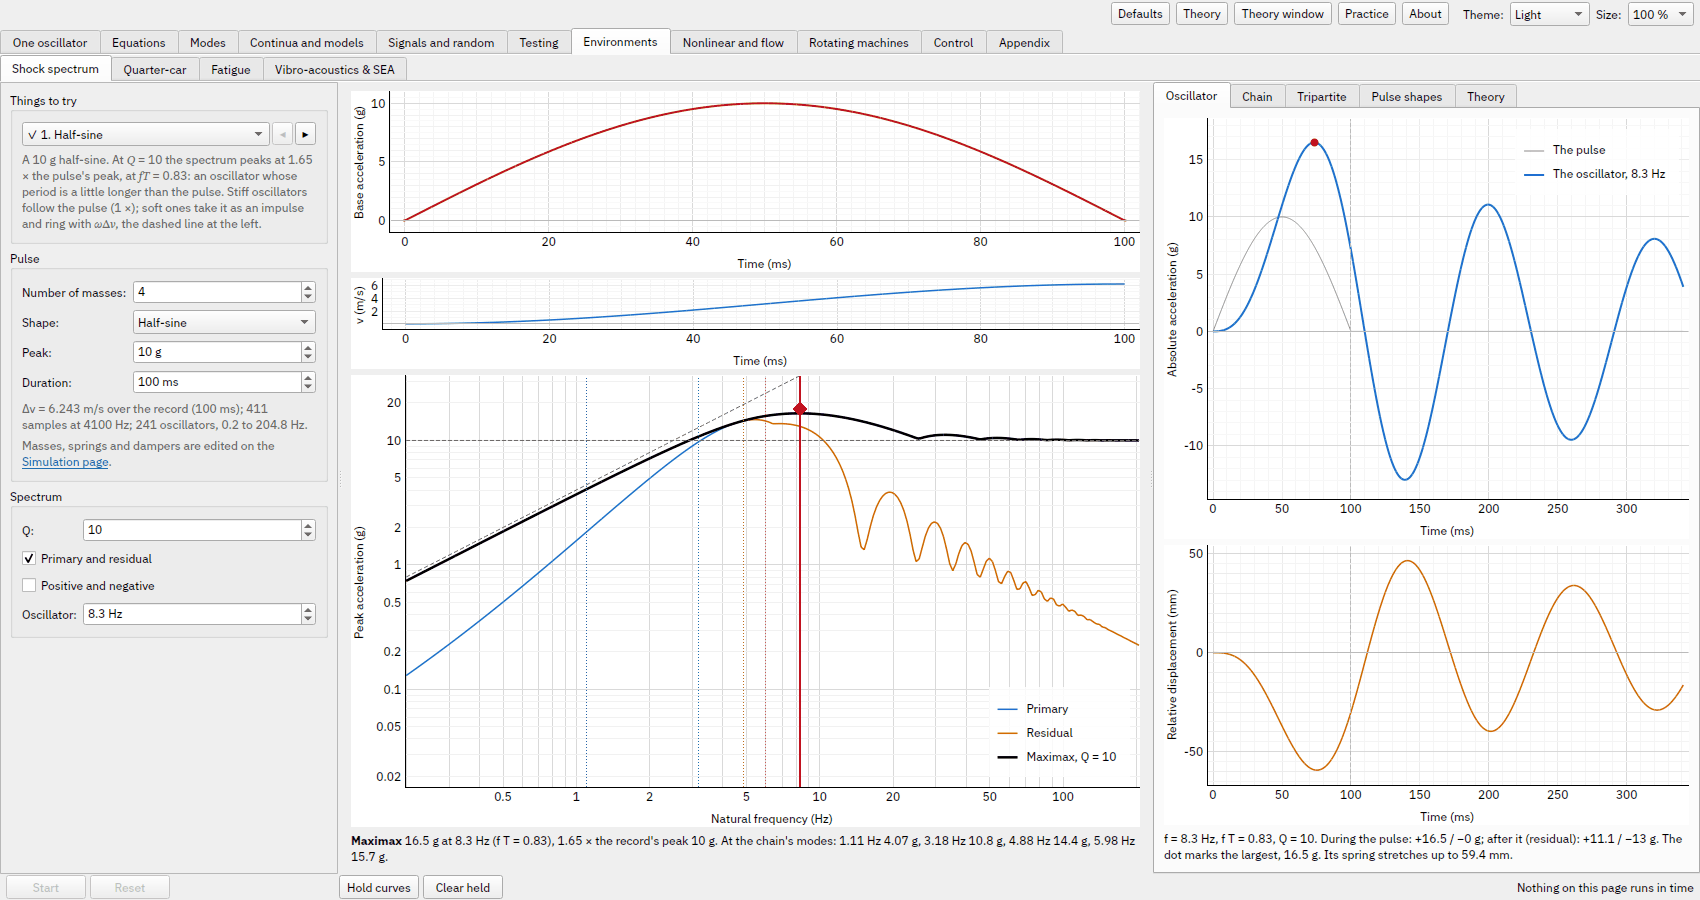 Defaults Theory Theory window Practice About Theme: Light Size: 100 %
One oscillator Equations Modes Continua and models Signals and random Testing Environments Nonlinear and flow Rotating machines Control Appendix
Shock spectrum Quarter-car Fatigue Vibro-acoustics & SEA
Things to try
✓ 1. Half-sine
A 10 g half-sine. At Q = 10 the spectrum peaks at 1.65
× the pulse's peak, at fT = 0.83: an oscillator whose
period is a little longer than the pulse. Stiff oscillators
follow the pulse (1 ×); soft ones take it as an impulse
and ring with ωΔv, the dashed line at the left.
Pulse
Number of masses: 4
Shape: Half-sine
Peak: 10 g
Duration: 100 ms
Δv = 6.243 m/s over the record (100 ms); 411
samples at 4100 Hz; 241 oscillators, 0.2 to 204.8 Hz.
Masses, springs and dampers are edited on the
Simulation page.
Spectrum
Q: 10
Primary and residual
Positive and negative
Oscillator: 8.3 Hz
Start Reset
Base acceleration (g)
10
5
0
0 20 40 60 80 100
Time (ms)
v (m/s)
6
4
2
0 20 40 60 80 100
Time (ms)
Peak acceleration (g)
20
10
5
2
1
0.5
0.2
0.1
0.05
0.02
Primary
Residual
Maximax, Q = 10
0.5 1 2 5 10 20 50 100
Natural frequency (Hz)
Maximax 16.5 g at 8.3 Hz (f T = 0.83), 1.65 × the record's peak 10 g. At the chain's modes: 1.11 Hz 4.07 g, 3.18 Hz 10.8 g, 4.88 Hz 14.4 g, 5.98 Hz
15.7 g.
Hold curves Clear held
Oscillator Chain Tripartite Pulse shapes Theory
Absolute acceleration (g)
The pulse
The oscillator, 8.3 Hz
15
10
5
0
-5
-10
0 50 100 150 200 250 300
Time (ms)
Relative displacement (mm)
50
0
-50
0 50 100 150 200 250 300
Time (ms)
f = 8.3 Hz, f T = 0.83, Q = 10. During the pulse: +16.5 / −0 g; after it (residual): +11.1 / −13 g. The
dot marks the largest, 16.5 g. Its spring stretches up to 59.4 mm.
Nothing on this page runs in time